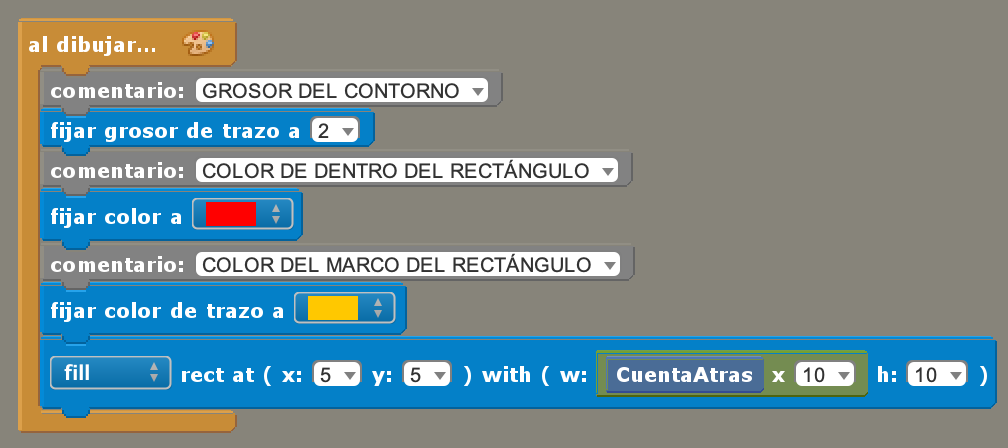 al dibujar...
comentario: GROSOR DEL CONTORNO
fijar grosor de trazo a 2
comentario: COLOR DE DENTRO DEL RECTÁNGULO
fijar color a
comentario: COLOR DEL MARCO DEL RECTÁNGULO
fijar color de trazo a
fill rect at ( x: 5 y: 5 ) with ( w: CuentaAtras x 10 h: 10 )